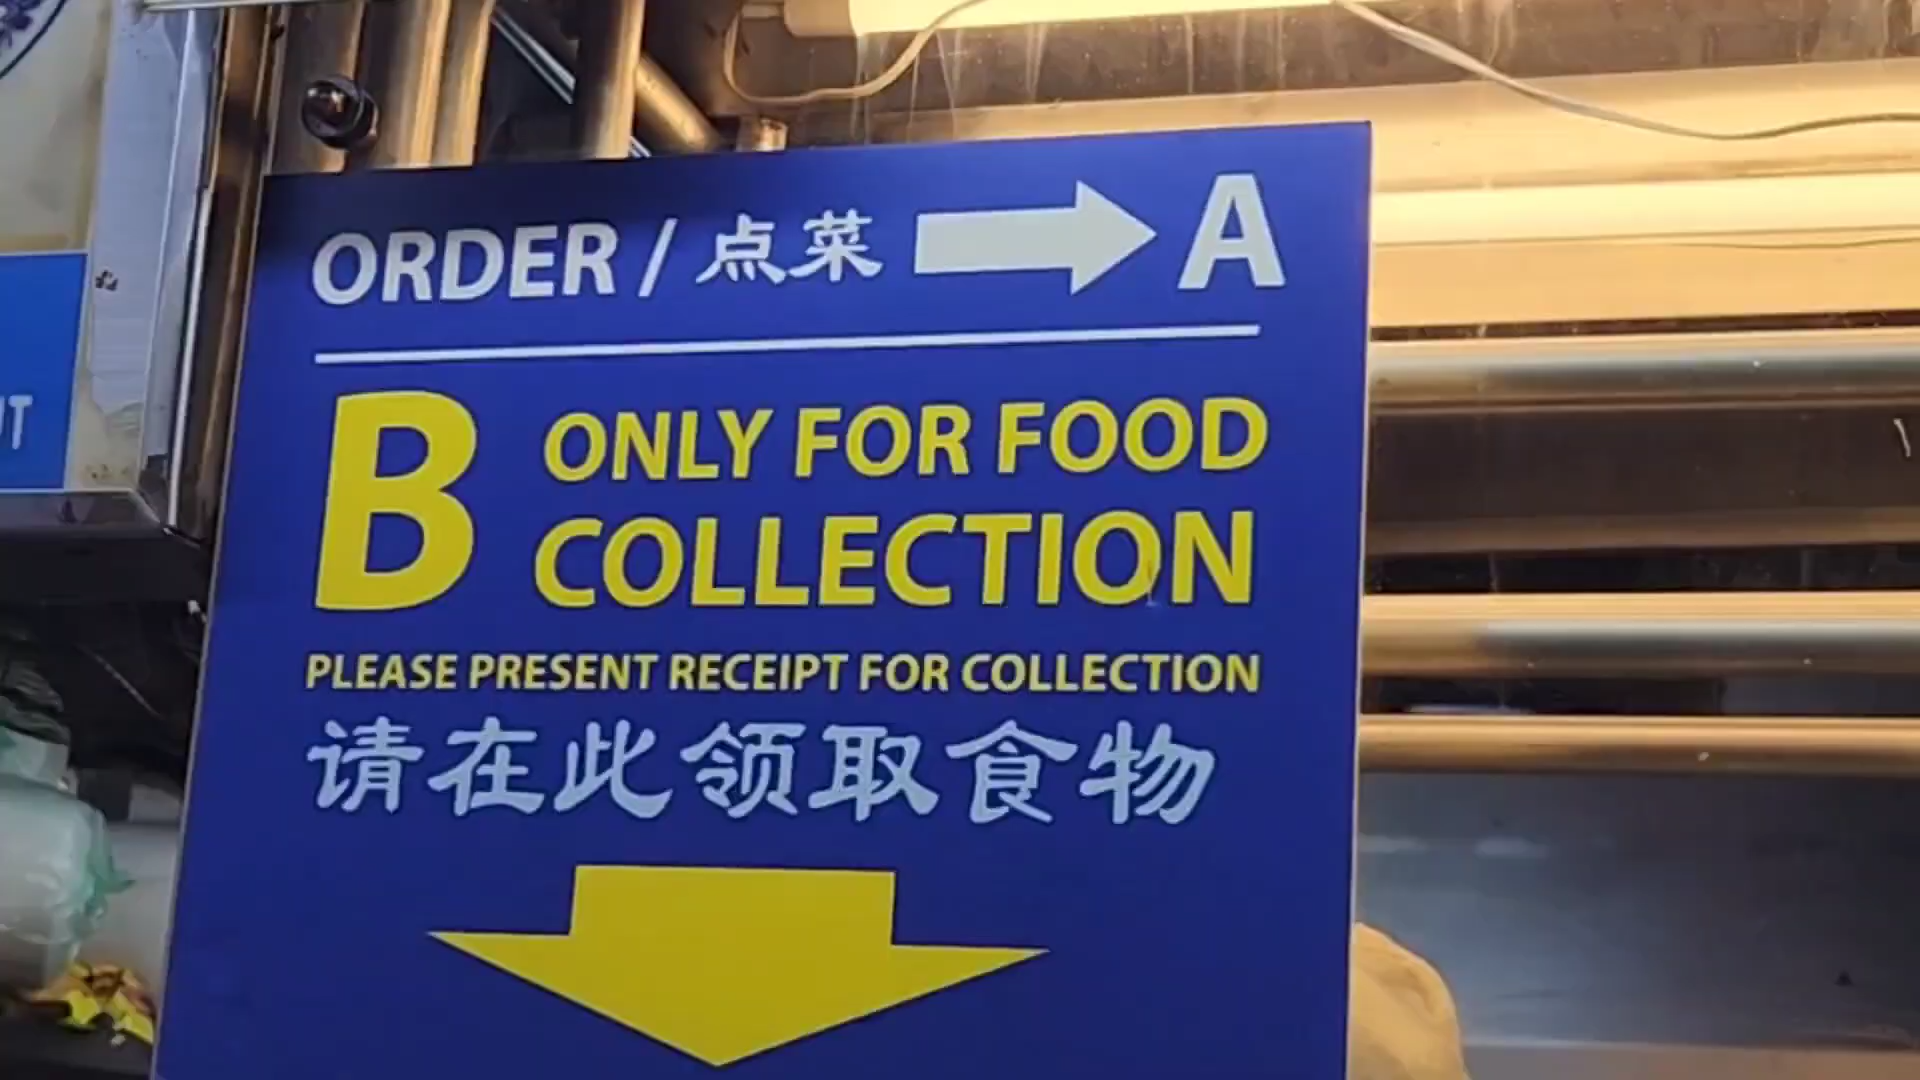 ORDER / 点菜 A
B ONLY FOR FOOD
COLLECTION
PLEASE PRESENT RECEIPT FOR COLLECTION
请在此领取食物